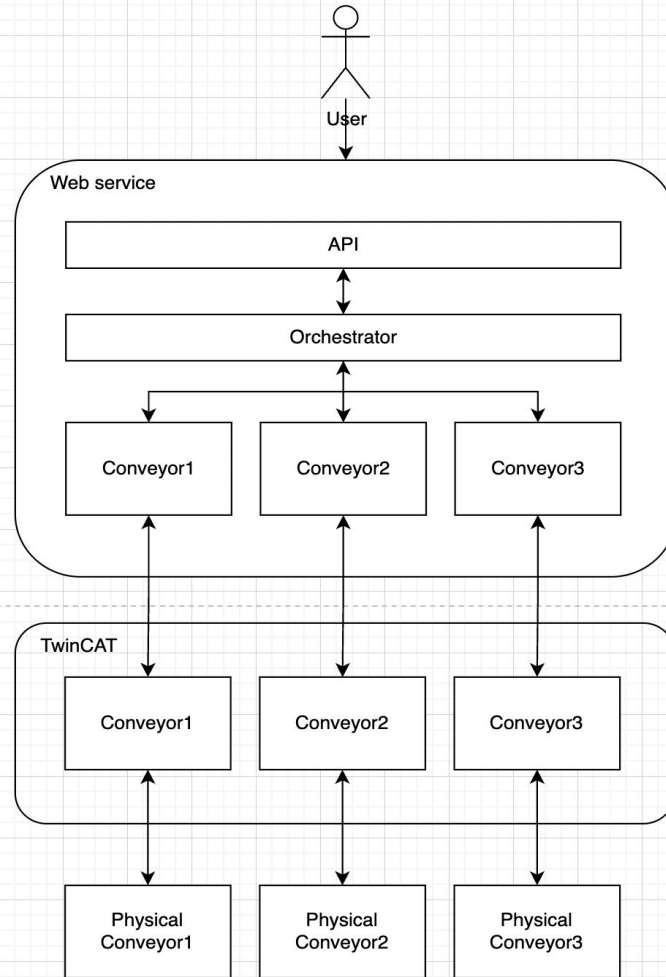 User
Web service
API
Orchestrator
Conveyor1
Conveyor2
Conveyor3
TwinCAT
Conveyor1
Conveyor2
Conveyor3
Physical
Conveyor1
Physical
Conveyor2
Physical
Conveyor3